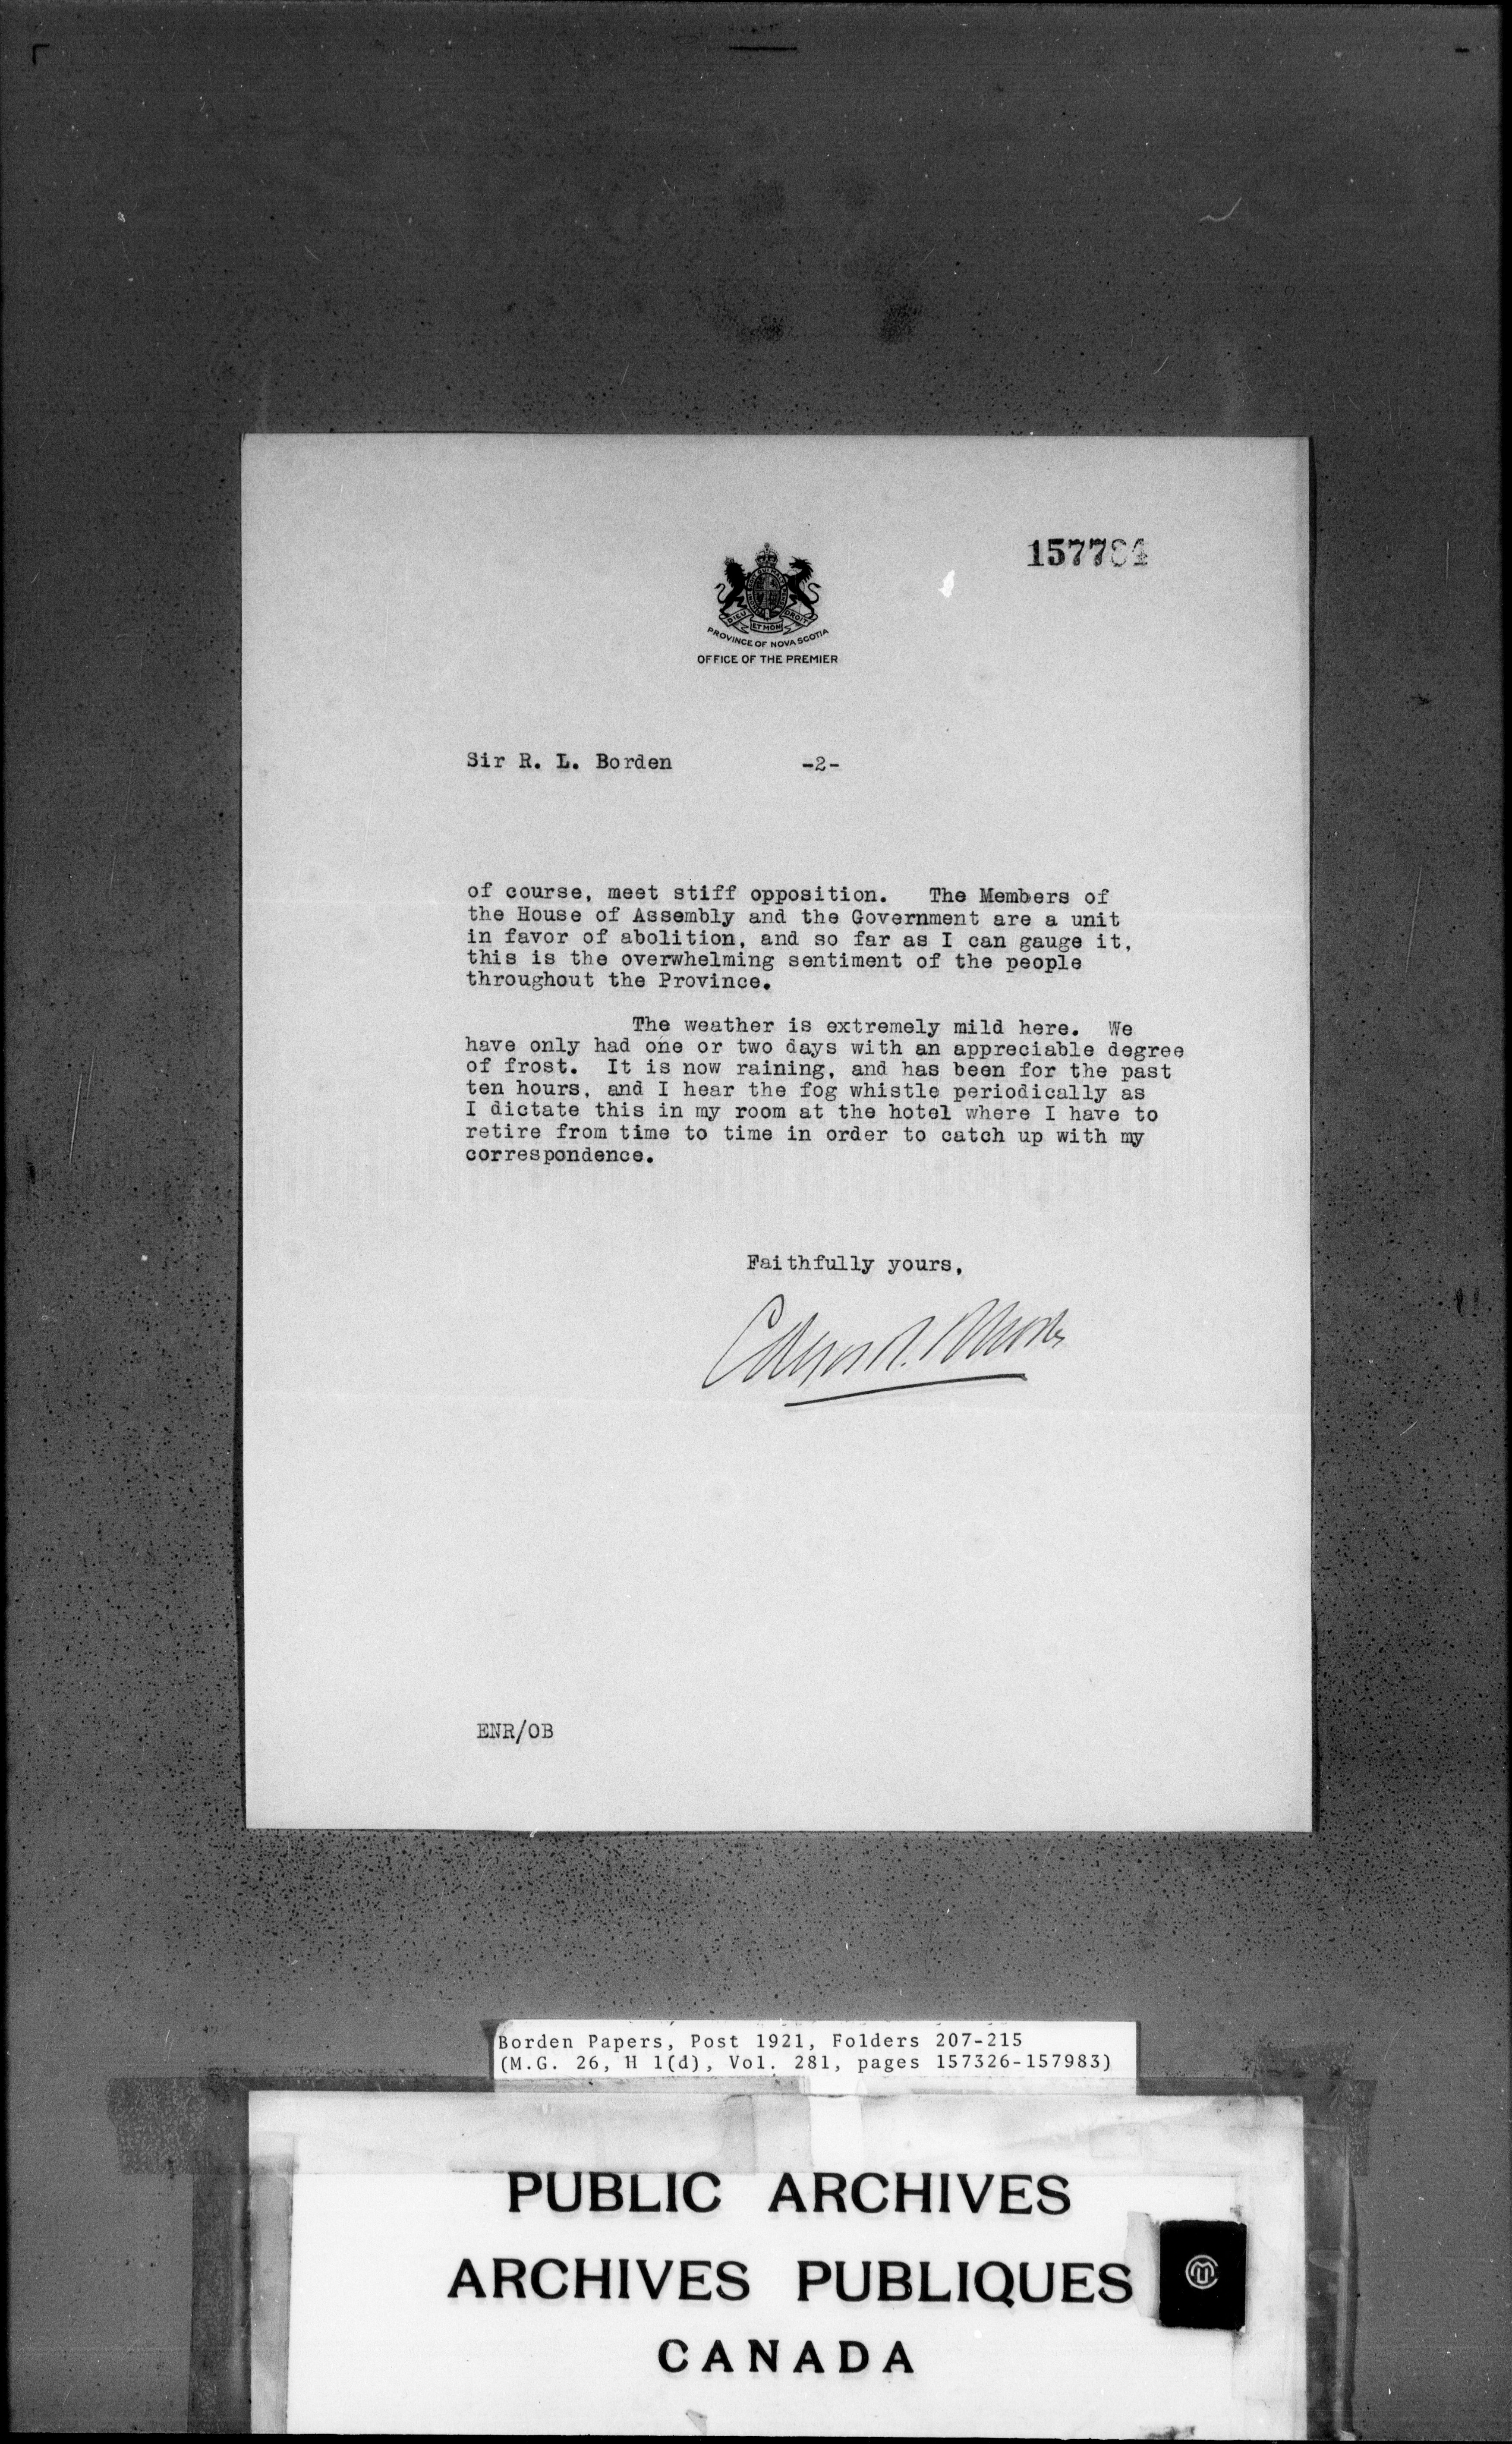 157784
DIEU ET MON DROIT
PROVINCE OF NOVA SCOTIA
OFFICE OF THE PREMIER
Sir R. L. Borden -2-
of course, meet stiff opposition. The Members of
the House of Assembly and the Government are a unit
in favor of abolition, and so far as I can gauge it,
this is the overwhelming sentiment of the people
throughout the Province.
The weather is extremely mild here. We
have only had one or two days with an appreciable degree
of frost. It is now raining, and has been for the past
ten hours, and I hear the fog whistle periodically as
I dictate this in my room at the hotel where I have to
retire from time to time in order to catch up with my
correspondence.
Faithfully yours,
ENR/OB
Borden Papers, Post 1921, Folders 207-215
(M.G. 26, H 1(d), Vol. 281, pages 157326-157983)
PUBLIC ARCHIVES
ARCHIVES PUBLIQUES
CANADA